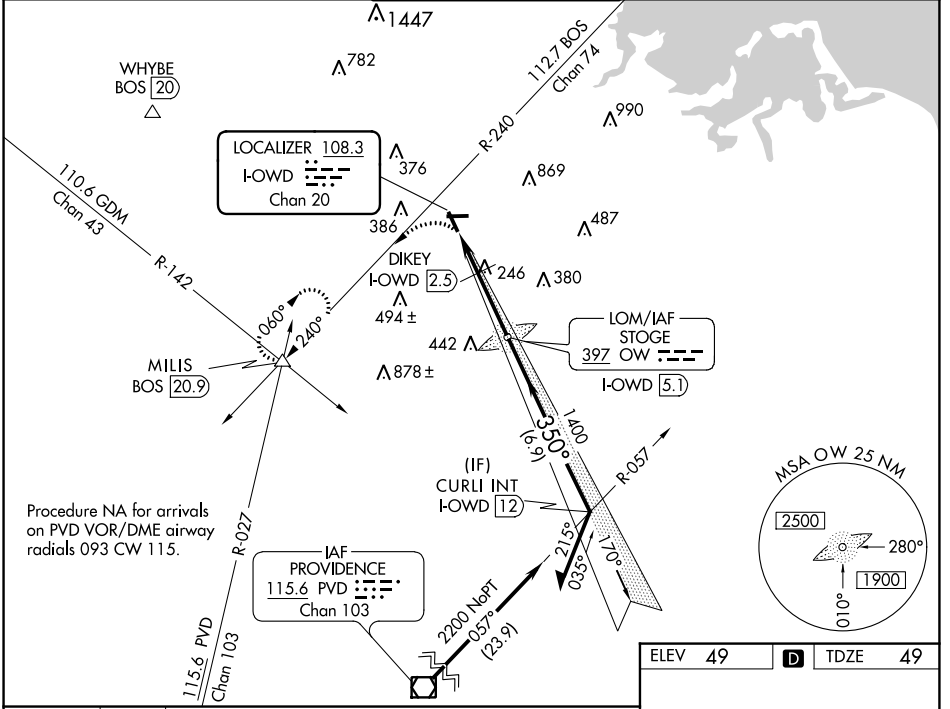 1447
782
WHYBE
BOS 20
112.7 BOS
Chan 74
R-240
990
LOCALIZER 108.3
I-OWD
Chan 20
376
869
110.6 GDM
Chan 43
R-142
386
487
DIKEY
I-OWD 2.5
246
380
060°
240°
494 ±
LOM/IAF
STOGE
397 OW
I-OWD 5.1
442
MILIS
BOS 20.9
878 ±
1400
350°
(6.9)
R-057
(IF)
CURLI INT
I-OWD 12
MSA OW 25 NM
2500
280°
1900
010°
Procedure NA for arrivals
on PVD VOR/DME airway
radials 093 CW 115.
R-027
215°
035°
170°
IAF
PROVIDENCE
115.6 PVD
Chan 103
2200 NoPT
057°
(23.9)
115.6 PVD
Chan 103
ELEV 49 D TDZE 49